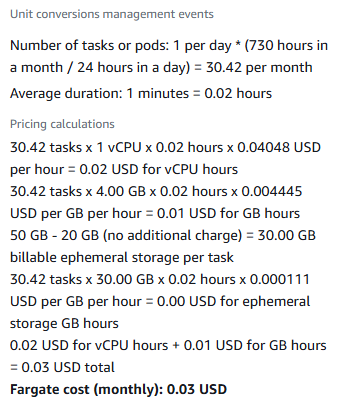 Unit conversions management events
Number of tasks or pods: 1 per day * (730 hours in
a month / 24 hours in a day) = 30.42 per month
Average duration: 1 minutes = 0.02 hours
Pricing calculations
30.42 tasks x 1 vCPU x 0.02 hours x 0.04048 USD
per hour = 0.02 USD for vCPU hours
30.42 tasks x 4.00 GB x 0.02 hours x 0.004445
USD per GB per hour = 0.01 USD for GB hours
50 GB - 20 GB (no additional charge) = 30.00 GB
billable ephemeral storage per task
30.42 tasks x 30.00 GB x 0.02 hours x 0.000111
USD per GB per hour = 0.00 USD for ephemeral
storage GB hours
0.02 USD for vCPU hours + 0.01 USD for GB hours
= 0.03 USD total
Fargate cost (monthly): 0.03 USD